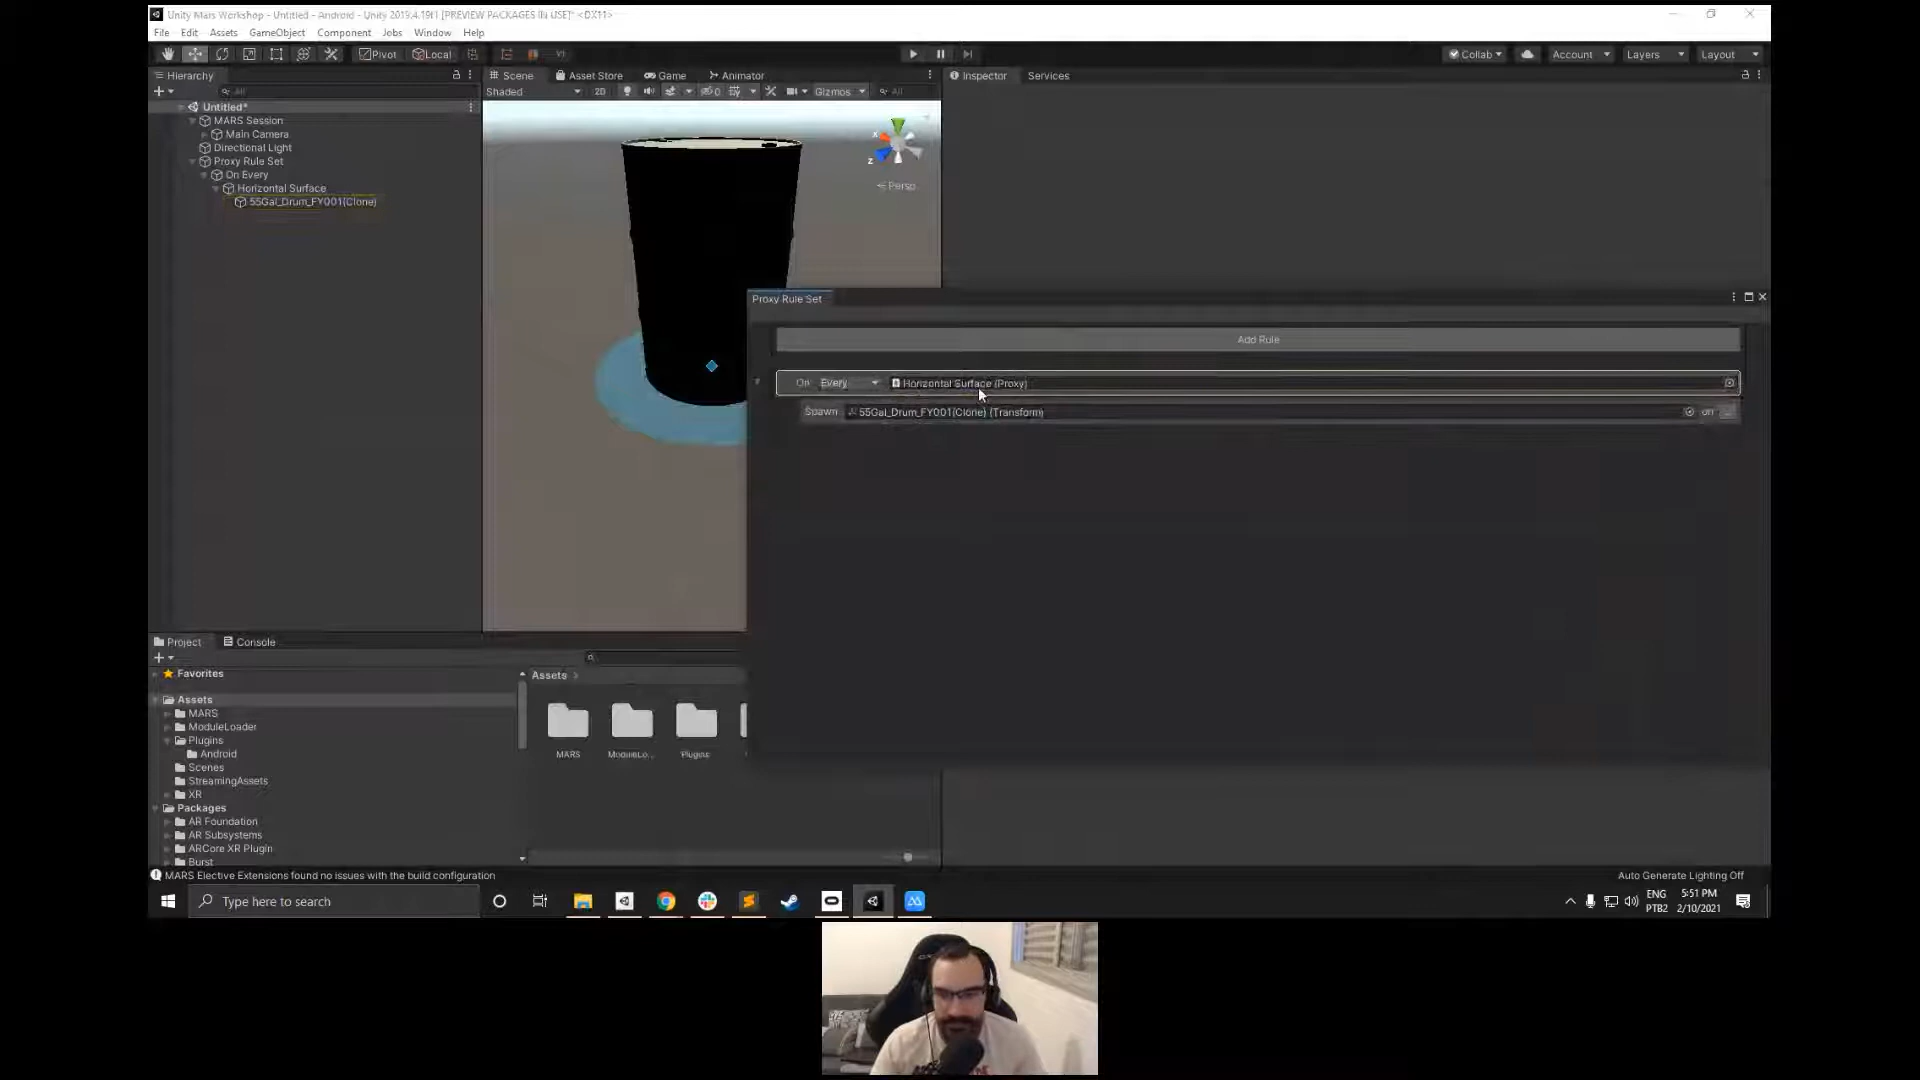 Unity Mars Workshop - Untitled - Android - Unity 2019.4.19f1 [PREVIEW PACKAGES IN USE]* <DX11>
File Edit Assets GameObject Component Jobs Window Help
Pivot Local Collab Account Layers Layout
Hierarchy Scene Asset Store Game Animator Inspector Services
All Shaded 2D 0 Gizmos All
Untitled*
MARS Session
Main Camera
Directional Light
Proxy Rule Set
On Every
Horizontal Surface
55Gal_Drum_FY001(Clone)
x
z
Persp
Proxy Rule Set
Add Rule
On Every Horizontal Surface (Proxy)
Spawn 55Gal_Drum_FY001(Clone) (Transform) on ...
Project Console
Favorites
Assets
MARS
ModuleLoader
Plugins
Android
Scenes
StreamingAssets
XR
Packages
AR Foundation
AR Subsystems
ARCore XR Plugin
Burst
Assets
MARS ModuleLo... Plugins
MARS Elective Extensions found no issues with the build configuration Auto Generate Lighting Off
Type here to search
ENG 5:51 PM
PTB2 2/10/2021